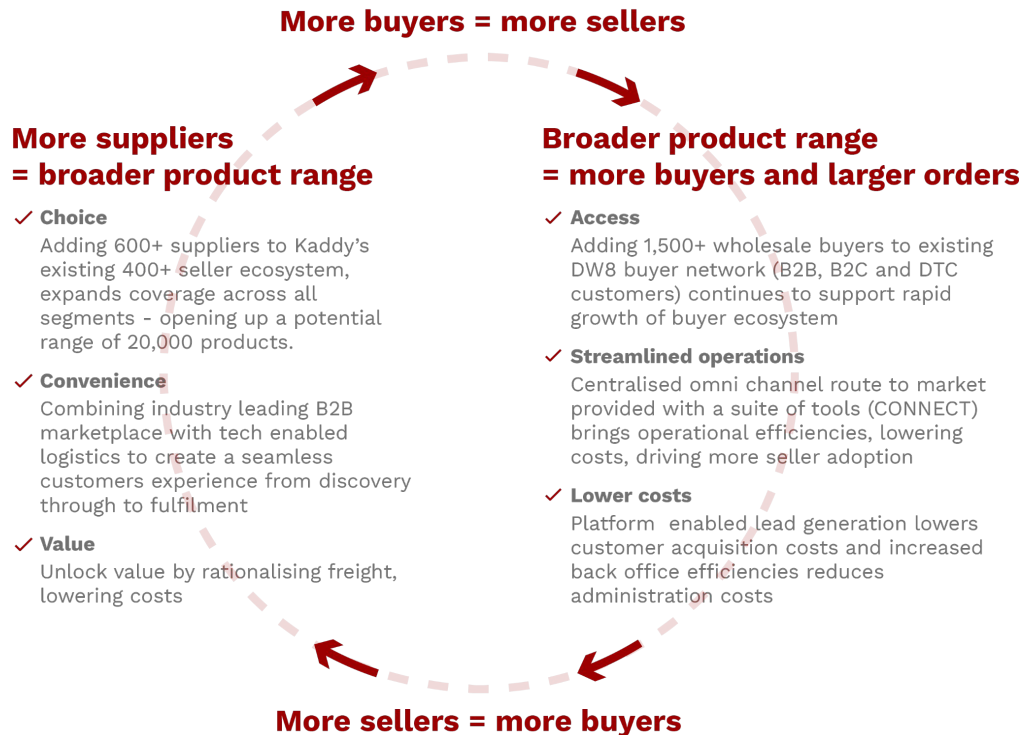 More buyers = more sellers
More suppliers
= broader product range
Choice
Adding 600+ suppliers to Kaddy’s
existing 400+ seller ecosystem,
expands coverage across all
segments - opening up a potential
range of 20,000 products.
Convenience
Combining industry leading B2B
marketplace with tech enabled
logistics to create a seamless
customers experience from discovery
through to fulfilment
Value
Unlock value by rationalising freight,
lowering costs
Broader product range
= more buyers and larger orders
Access
Adding 1,500+ wholesale buyers to existing
DW8 buyer network (B2B, B2C and DTC
customers) continues to support rapid
growth of buyer ecosystem
Streamlined operations
Centralised omni channel route to market
provided with a suite of tools (CONNECT)
brings operational efficiencies, lowering
costs, driving more seller adoption
Lower costs
Platform  enabled lead generation lowers
customer acquisition costs and increased
back office efficiencies reduces
administration costs
More sellers = more buyers